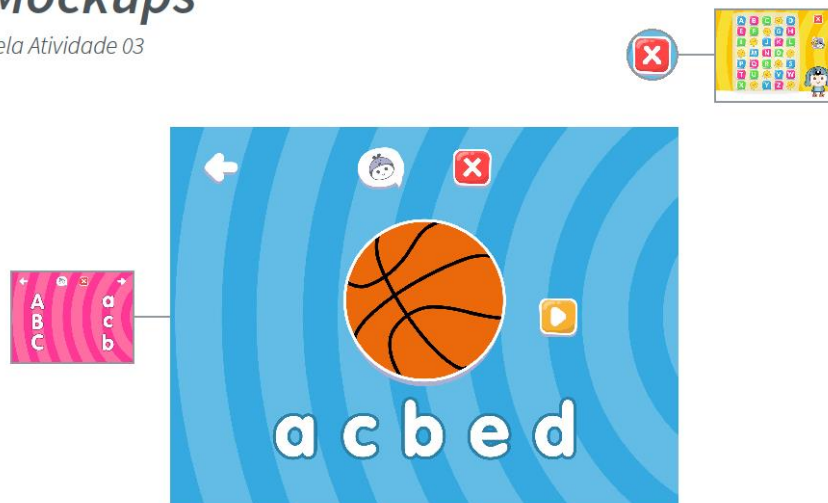 Mockups
ela Atividade 03
A B C D
E F G H
I J K L
M N O
P Q R S
T U V W
X Y Z
A a
B c
C b
a c b e d